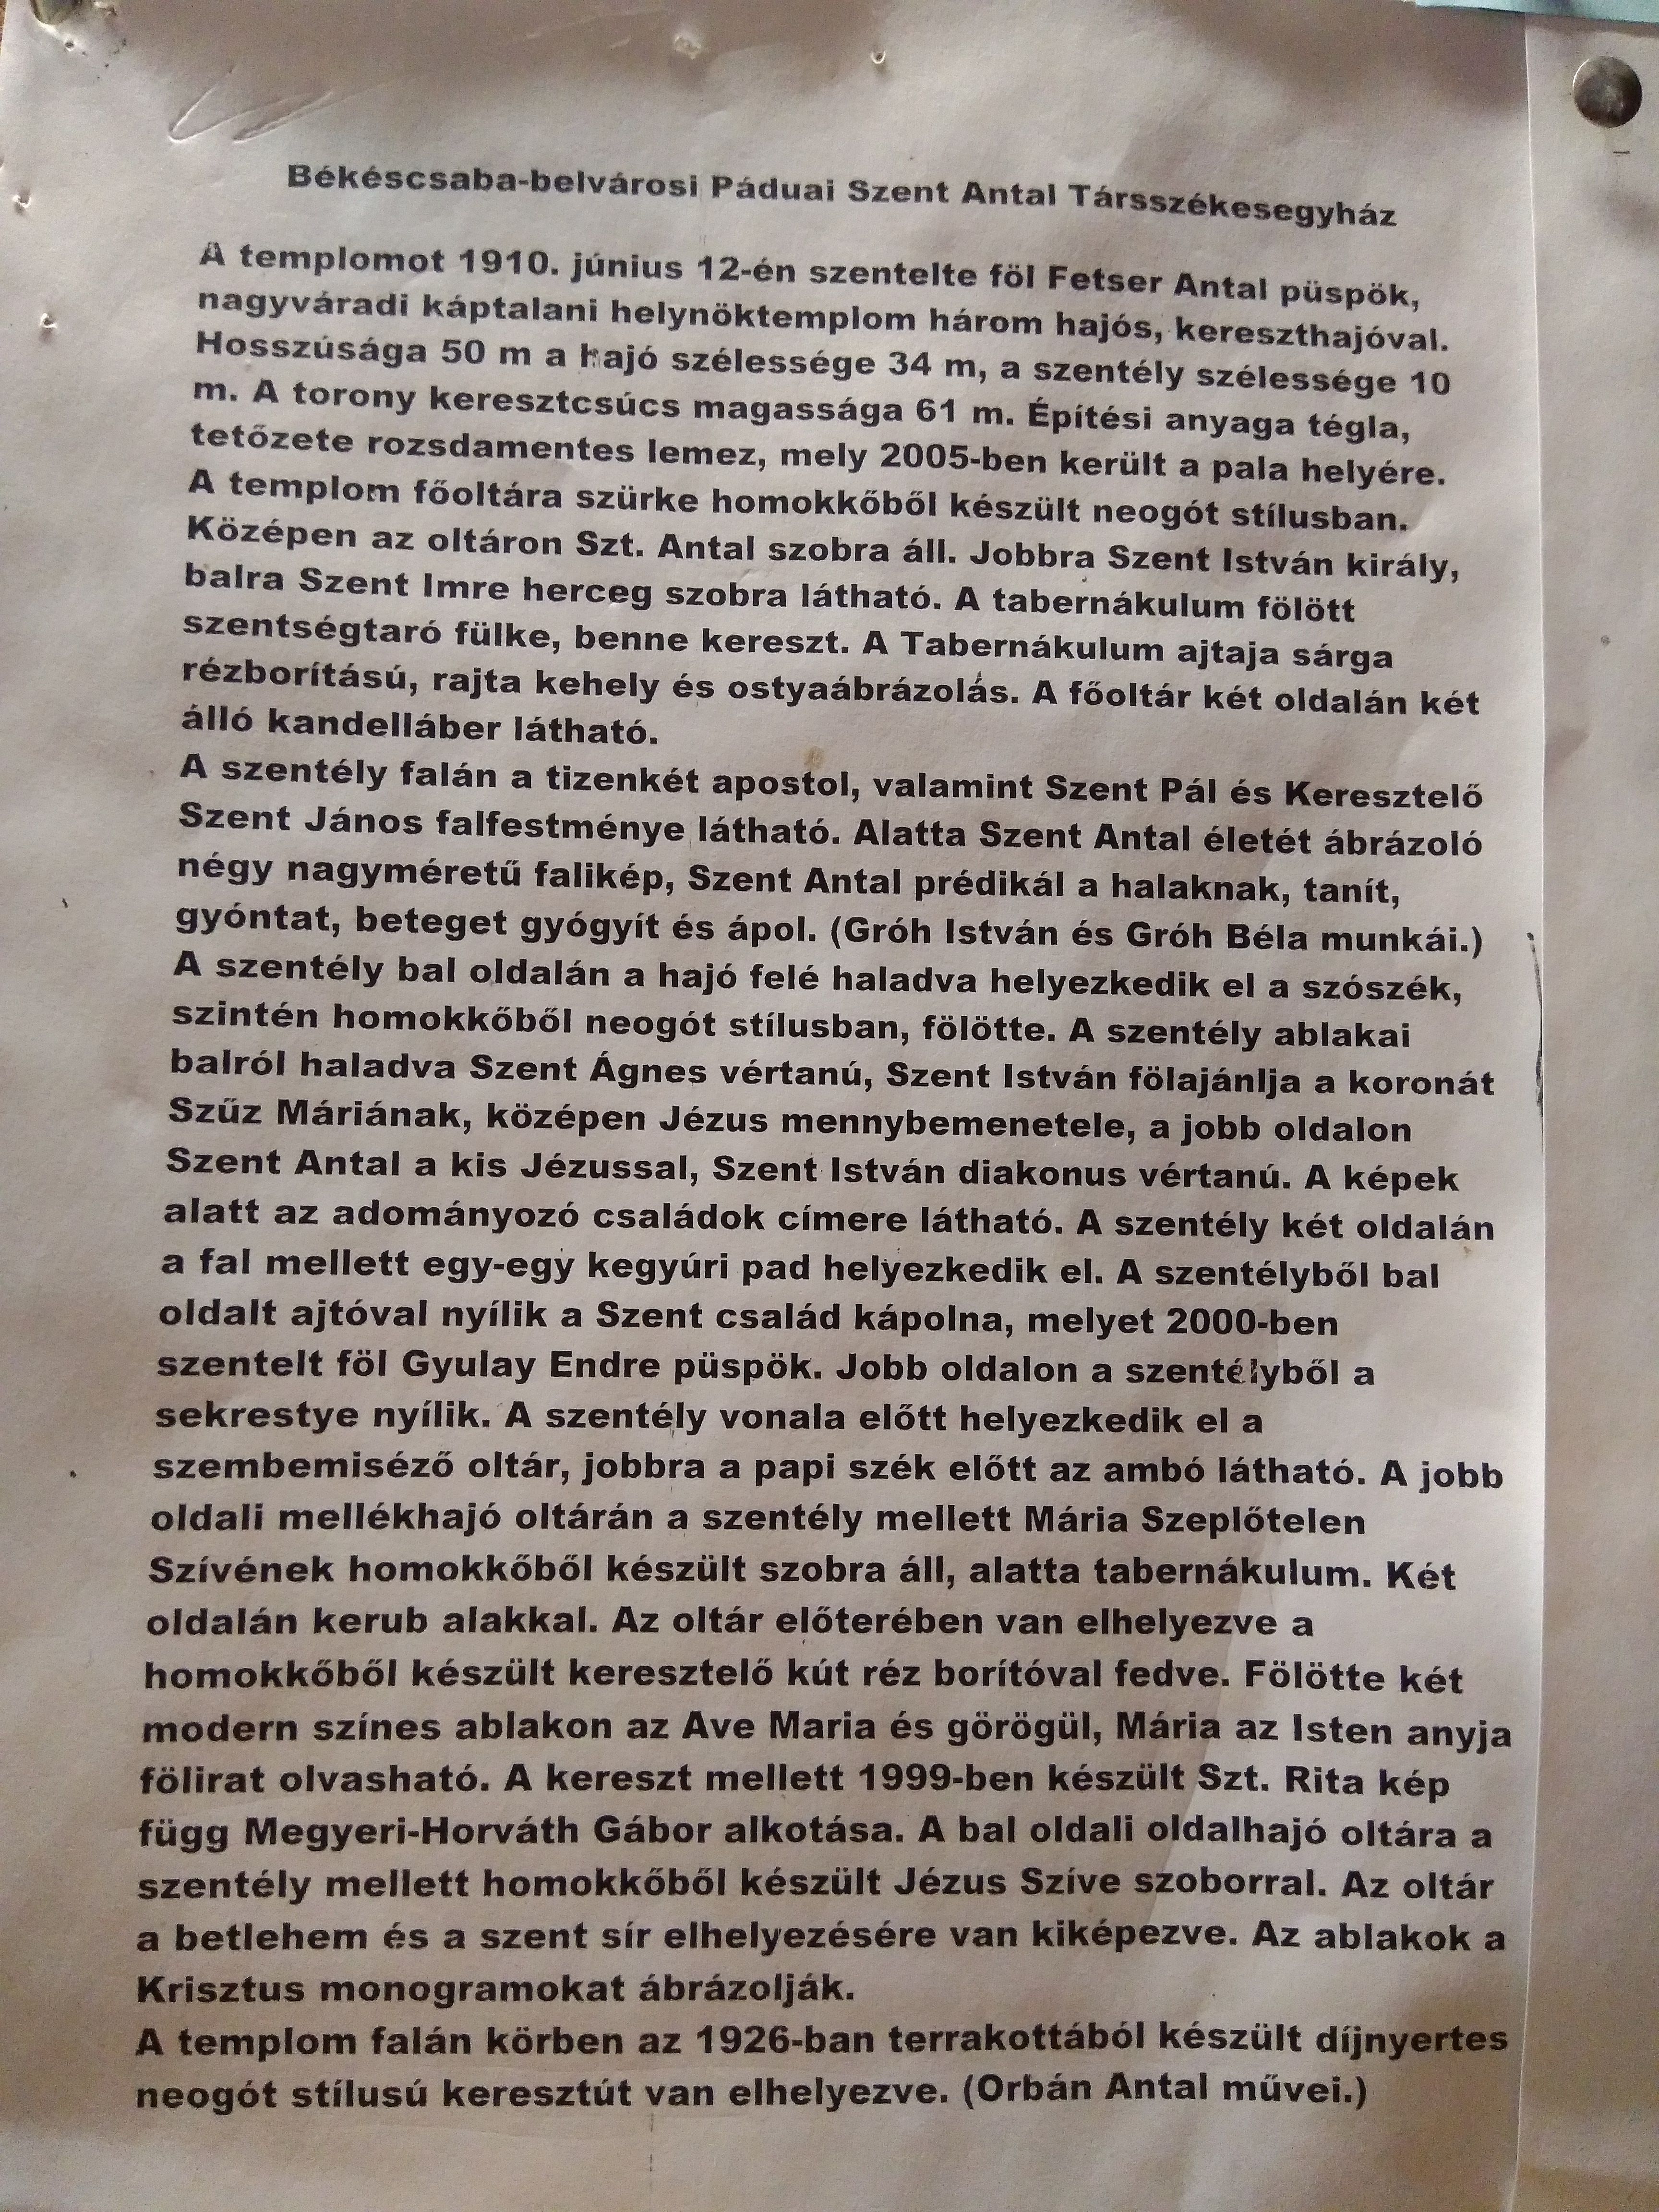 Békéscsaba-belvárosi Páduai Szent Antal Társszékesegyház
A templomot 1910. június 12-én szentelte föl Fetser Antal püspök,
nagyváradi káptalani helynöktemplom három hajós, kereszthajóval.
Hosszúsága 50 m a hajó szélessége 34 m, a szentély szélessége 10
m. A torony keresztcsúcs magassága 61 m. Építési anyaga tégla,
tetőzete rozsdamentes lemez, mely 2005-ben került a pala helyére.
A templom főoltára szürke homokkőből készült neogót stílusban.
Középen az oltáron Szt. Antal szobra áll. Jobbra Szent István király,
balra Szent Imre herceg szobra látható. A tabernákulum fölött
szentségtaró fülke, benne kereszt. A Tabernákulum ajtaja sárga
rézborítású, rajta kehely és ostyaábrázolás. A főoltár két oldalán két
álló kandelláber látható.
A szentély falán a tizenkét apostol, valamint Szent Pál és Keresztelő
Szent János falfestménye látható. Alatta Szent Antal életét ábrázoló
négy nagyméretű falikép, Szent Antal prédikál a halaknak, tanít,
gyóntat, beteget gyógyít és ápol. (Gróh István és Gróh Béla munkái.)
A szentély bal oldalán a hajó felé haladva helyezkedik el a szószék,
szintén homokkőből neogót stílusban, fölötte. A szentély ablakai
balról haladva Szent Ágnes vértanú, Szent István fölajánlja a koronát
Szűz Máriának, középen Jézus mennybemenetele, a jobb oldalon
Szent Antal a kis Jézussal, Szent István diakonus vértanú. A képek
alatt az adományozó családok címere látható. A szentély két oldalán
a fal mellett egy-egy kegyúri pad helyezkedik el. A szentélyből bal
oldalt ajtóval nyílik a Szent család kápolna, melyet 2000-ben
szentelt föl Gyulay Endre püspök. Jobb oldalon a szentélyből a
sekrestye nyílik. A szentély vonala előtt helyezkedik el a
szembemiséző oltár, jobbra a papi szék előtt az ambó látható. A jobb
oldali mellékhajó oltárán a szentély mellett Mária Szeplőtelen
Szívének homokkőből készült szobra áll, alatta tabernákulum. Két
oldalán kerub alakkal. Az oltár előterében van elhelyezve a
homokkőből készült keresztelő kút réz borítóval fedve. Fölötte két
modern színes ablakon az Ave Maria és görögül, Mária az Isten anyja
fölirat olvasható. A kereszt mellett 1999-ben készült Szt. Rita kép
függ Megyeri-Horváth Gábor alkotása. A bal oldali oldalhajó oltára a
szentély mellett homokkőből készült Jézus Szíve szoborral. Az oltár
a betlehem és a szent sír elhelyezésére van kiképezve. Az ablakok a
Krisztus monogramokat ábrázolják.
A templom falán körben az 1926-ban terrakottából készült díjnyertes
neogót stílusú keresztút van elhelyezve. (Orbán Antal művei.)